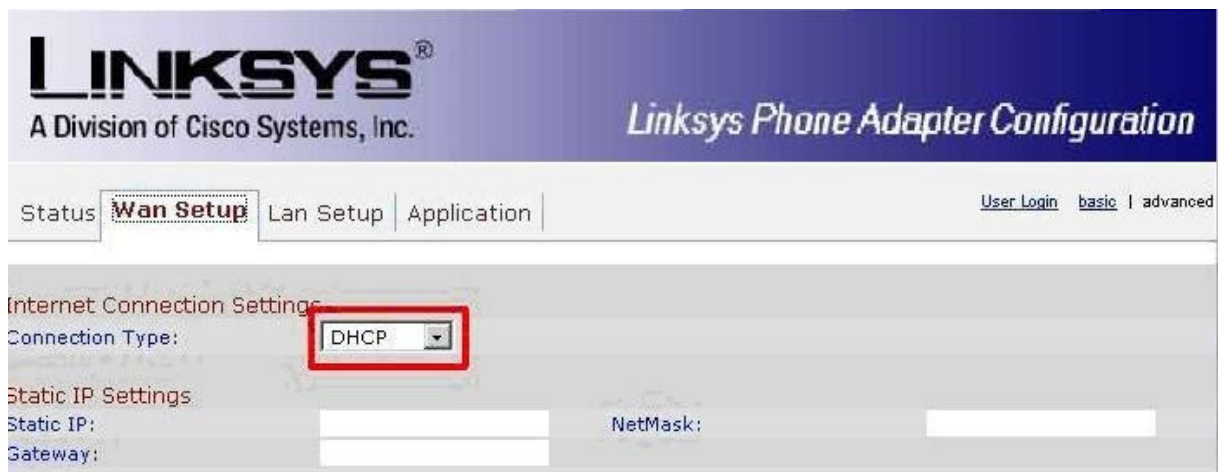 LINKSYS®
A Division of Cisco Systems, Inc.
Linksys Phone Adapter Configuration
Status Wan Setup Lan Setup Application
User Login basic | advanced
Internet Connection Settings
Connection Type: DHCP
Static IP Settings
Static IP: NetMask:
Gateway: